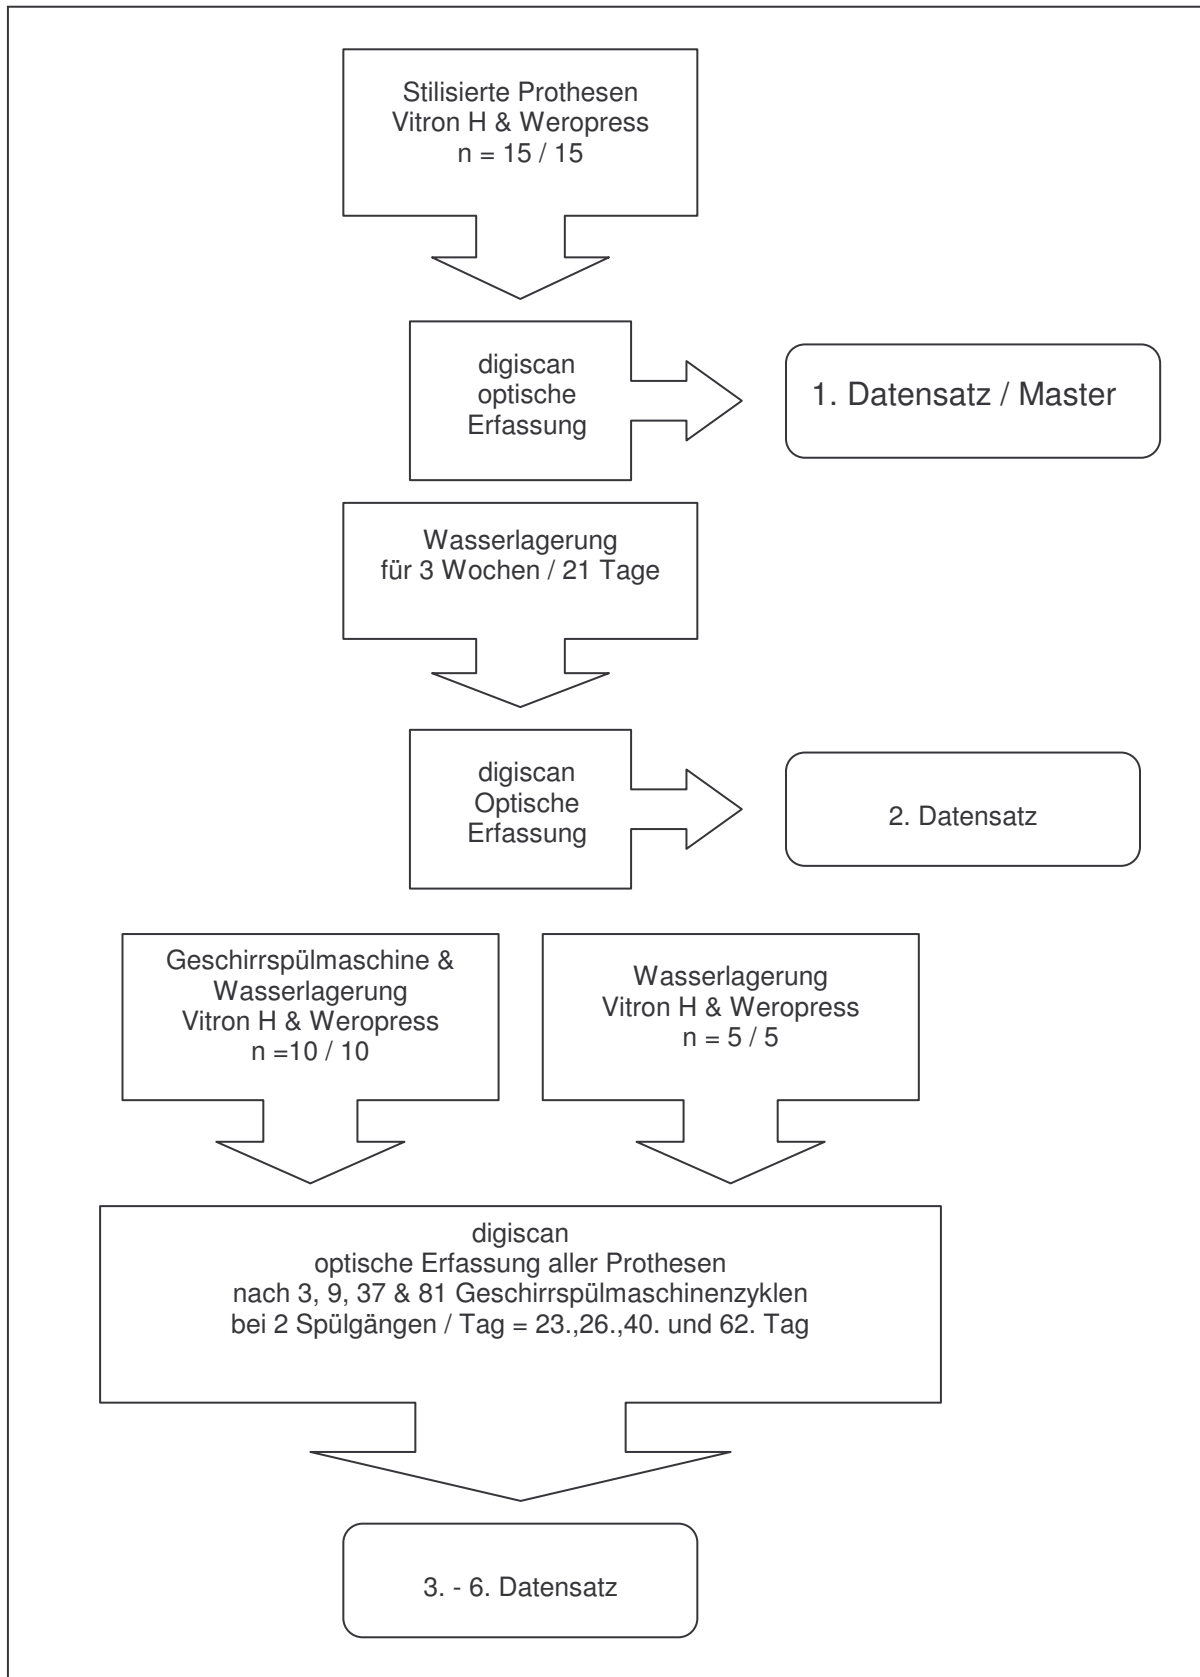 Stilisierte Prothesen
Vitron H & Weropress
n = 15 / 15
digiscan
optische
Erfassung
1. Datensatz / Master
Wasserlagerung
für 3 Wochen / 21 Tage
digiscan
Optische
Erfassung
2. Datensatz
Geschirrspülmaschine &
Wasserlagerung
Vitron H & Weropress
n =10 / 10
Wasserlagerung
Vitron H & Weropress
n = 5 / 5
digiscan
optische Erfassung aller Prothesen
nach 3, 9, 37 & 81 Geschirrspülmaschinenzyklen
bei 2 Spülgängen / Tag = 23.,26.,40. und 62. Tag
3. - 6. Datensatz